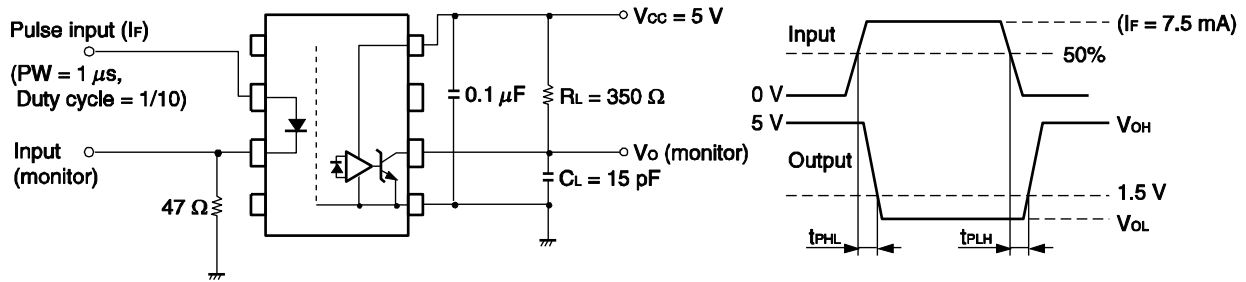 Pulse input (IF)
(PW = 1 μs,
Duty cycle = 1/10)
Input
(monitor)
47 Ω
VCC = 5 V
0.1 μF
RL = 350 Ω
VO (monitor)
CL = 15 pF
Input
(IF = 7.5 mA)
50%
0 V
5 V
VOH
Output
1.5 V
VOL
tPHL
tPLH